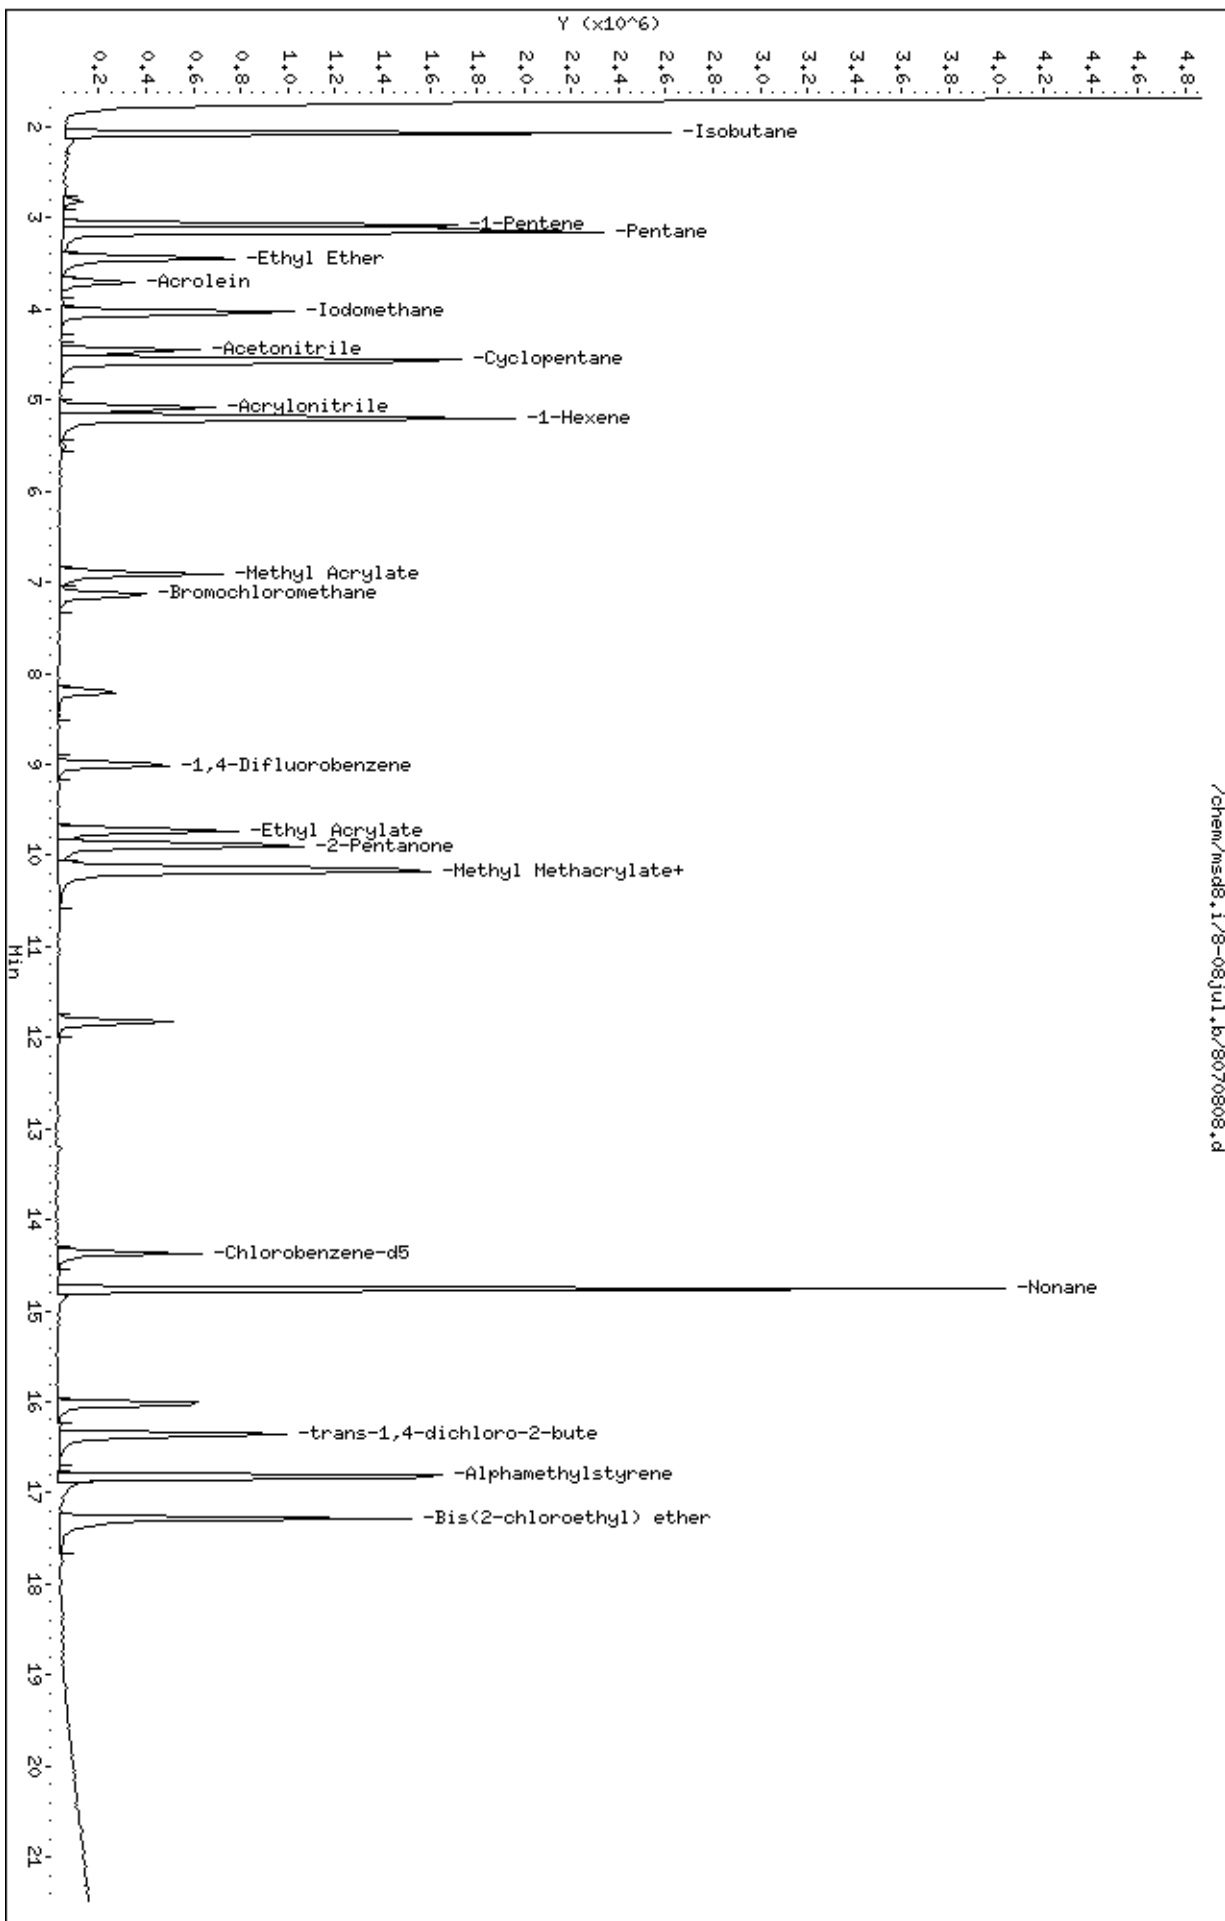 Y (x10^6)
0.2
0.4
0.6
0.8
1.0
1.2
1.4
1.6
1.8
2.0
2.2
2.4
2.6
2.8
3.0
3.2
3.4
3.6
3.8
4.0
4.2
4.4
4.6
4.8
2
3
4
5
6
7
8
9
10
11
12
13
14
15
16
17
18
19
20
21
Min
-Isobutane
-1-Pentene
-Pentane
-Ethyl Ether
-Acrolein
-Iodomethane
-Acetonitrile
-Cyclopentane
-Acrylonitrile
-1-Hexene
-Methyl Acrylate
-Bromochloromethane
-1,4-Difluorobenzene
-Ethyl Acrylate
-2-Pentanone
-Methyl Methacrylate+
-Chlorobenzene-d5
-Nonane
-trans-1,4-dichloro-2-bute
-Alphamethylstyrene
-Bis(2-chloroethyl) ether
/chem/msd8.i/8-08jul.b/8070808.d